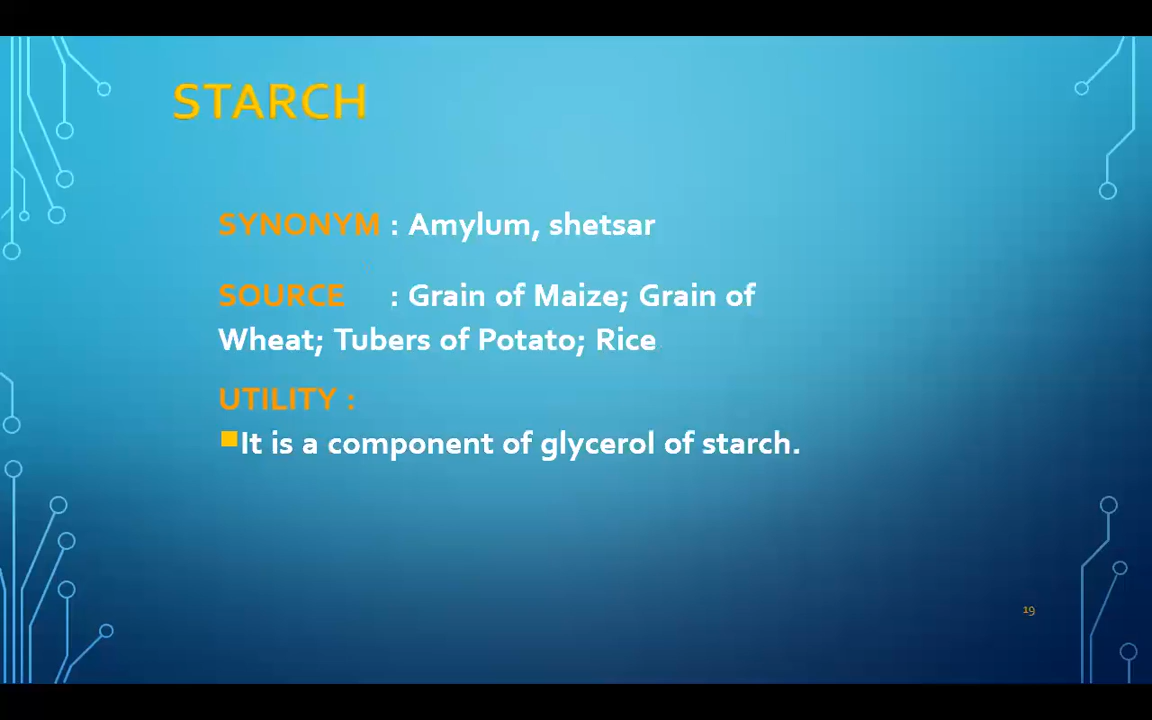 STARCH
SYNONYM : Amylum, shetsar
SOURCE : Grain of Maize; Grain of
Wheat; Tubers of Potato; Rice
UTILITY :
It is a component of glycerol of starch.
19